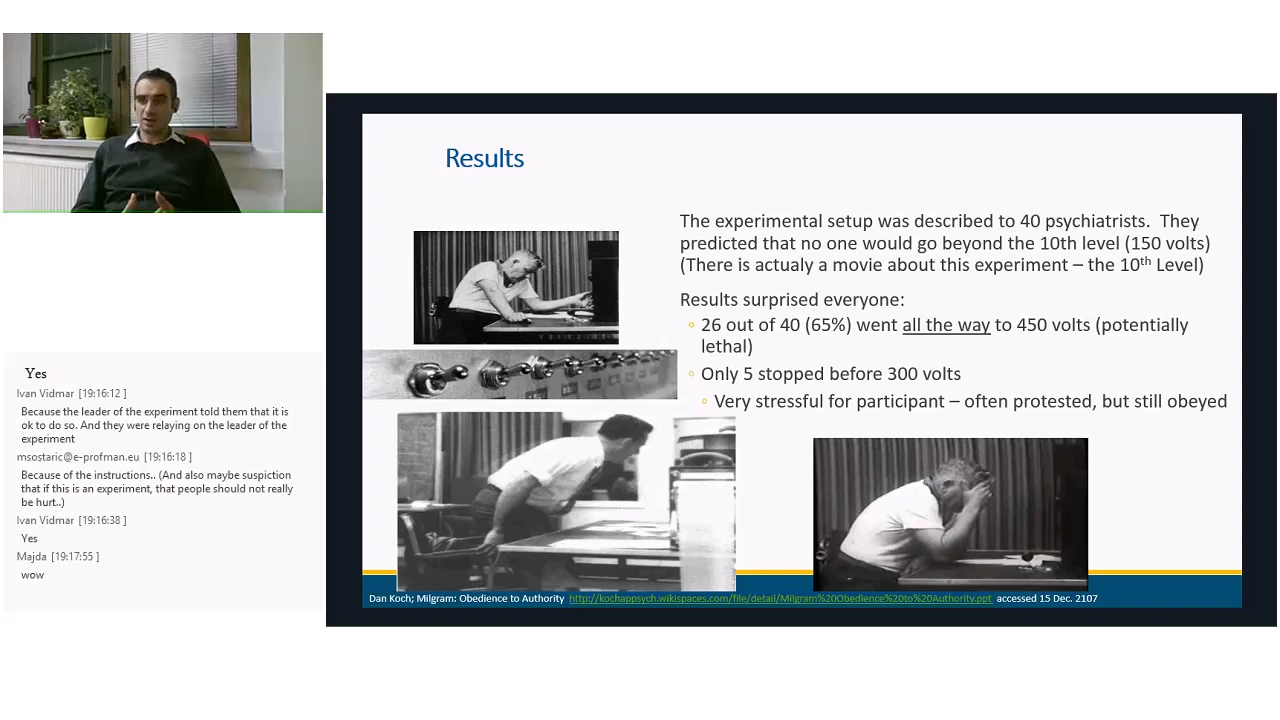 Results
The experimental setup was described to 40 psychiatrists. They
predicted that no one would go beyond the 10th level (150 volts)
(There is actualy a movie about this experiment – the 10th Level)
Results surprised everyone:
26 out of 40 (65%) went all the way to 450 volts (potentially
lethal)
Only 5 stopped before 300 volts
Very stressful for participant – often protested, but still obeyed
Dan Koch; Milgram: Obedience to Authority http://kochappsych.wikispaces.com/file/detail/Milgram%20Obedience%20to%20Authority.ppt accessed 15 Dec. 2107
Yes
Ivan Vidmar [19:16:12 ]
Because the leader of the experiment told them that it is
ok to do so. And they were relaying on the leader of the
experiment
msostaric@e-profman.eu [19:16:18 ]
Because of the instructions.. (And also maybe suspiction
that if this is an experiment, that people should not really
be hurt..)
Ivan Vidmar [19:16:38 ]
Yes
Majda [19:17:55 ]
wow